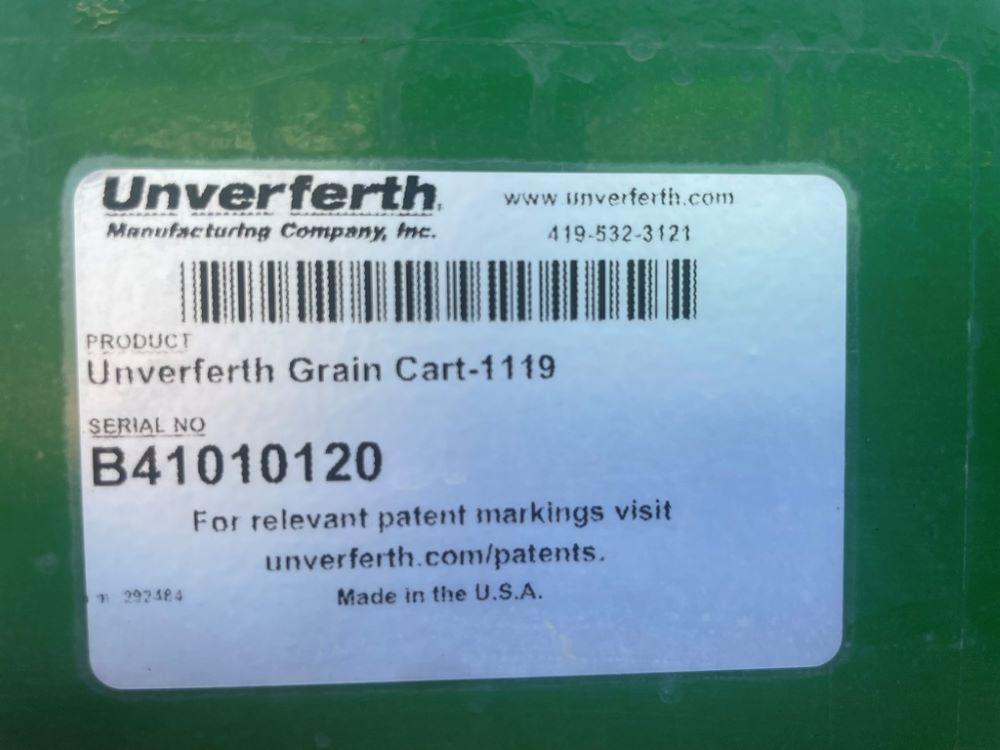 Unverferth
Manufacturing Company, Inc.
www.unverferth.com
419-532-3121
PRODUCT
Unverferth Grain Cart-1119
SERIAL NO
B41010120
For relevant patent markings visit
unverferth.com/patents.
Made in the U.S.A.